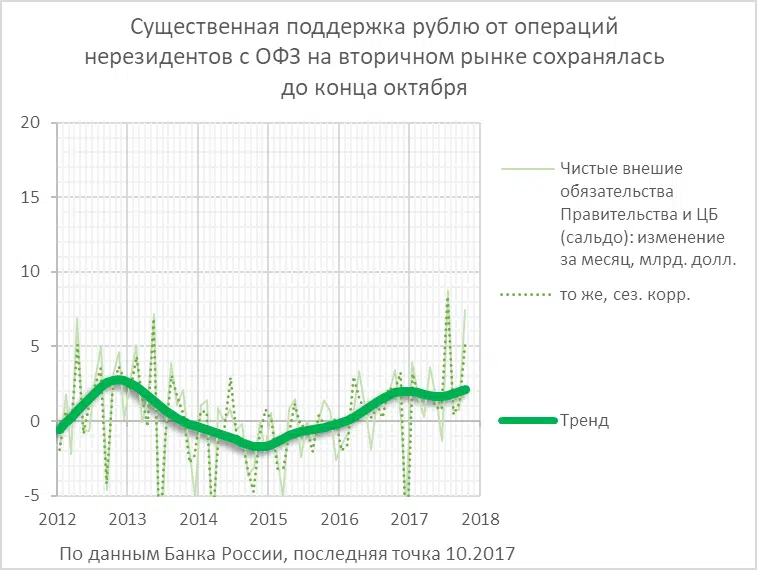 Существенная поддержка рублю от операций
нерезидентов с ОФЗ на вторичном рынке сохранялась
до конца октября
20
15
10
5
0
-5
2012 2013 2014 2015 2016 2017 2018
Чистые внешие
обязательства
Правительства и ЦБ
(сальдо): изменение
за месяц, млрд. долл.
то же, сез. корр.
Тренд
По данным Банка России, последняя точка 10.2017